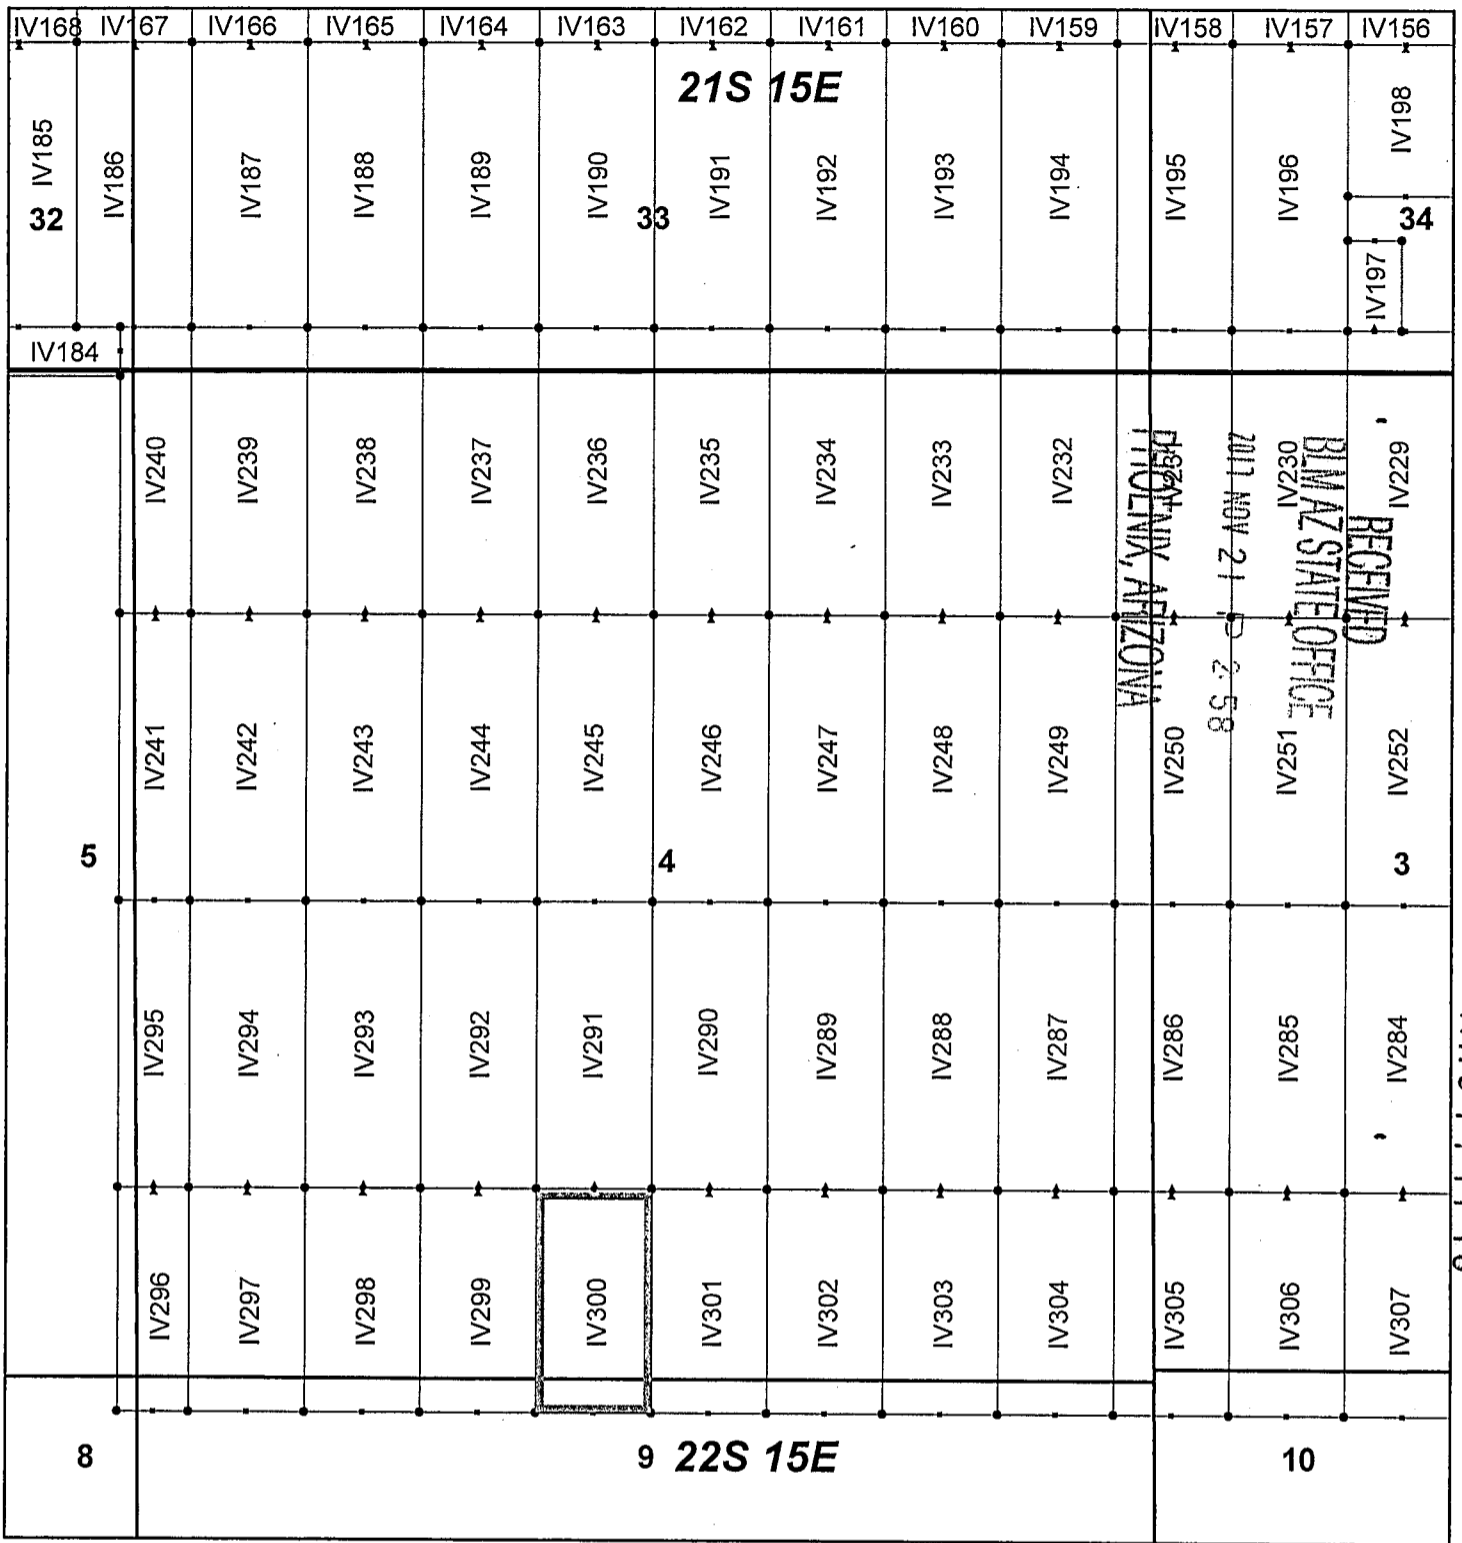 IV168 IV167 IV166 IV165 IV164 IV163 IV162 IV161 IV160 IV159 IV158 IV157 IV156
21S 15E
IV185 IV186 IV187 IV188 IV189 IV190 IV191 IV192 IV193 IV194 IV195 IV196 IV198
32 33 34
IV197
IV184
IV240 IV239 IV238 IV237 IV236 IV235 IV234 IV233 IV232 IV231 IV230 IV229
RECEIVED
BLM AZ STATE OFFICE
2017 NOV 21 P 2:58
PHOENIX, ARIZONA
IV241 IV242 IV243 IV244 IV245 IV246 IV247 IV248 IV249 IV250 IV251 IV252
5 4 3
IV295 IV294 IV293 IV292 IV291 IV290 IV289 IV288 IV287 IV286 IV285 IV284
IV296 IV297 IV298 IV299 IV300 IV301 IV302 IV303 IV304 IV305 IV306 IV307
8 9 22S 15E 10